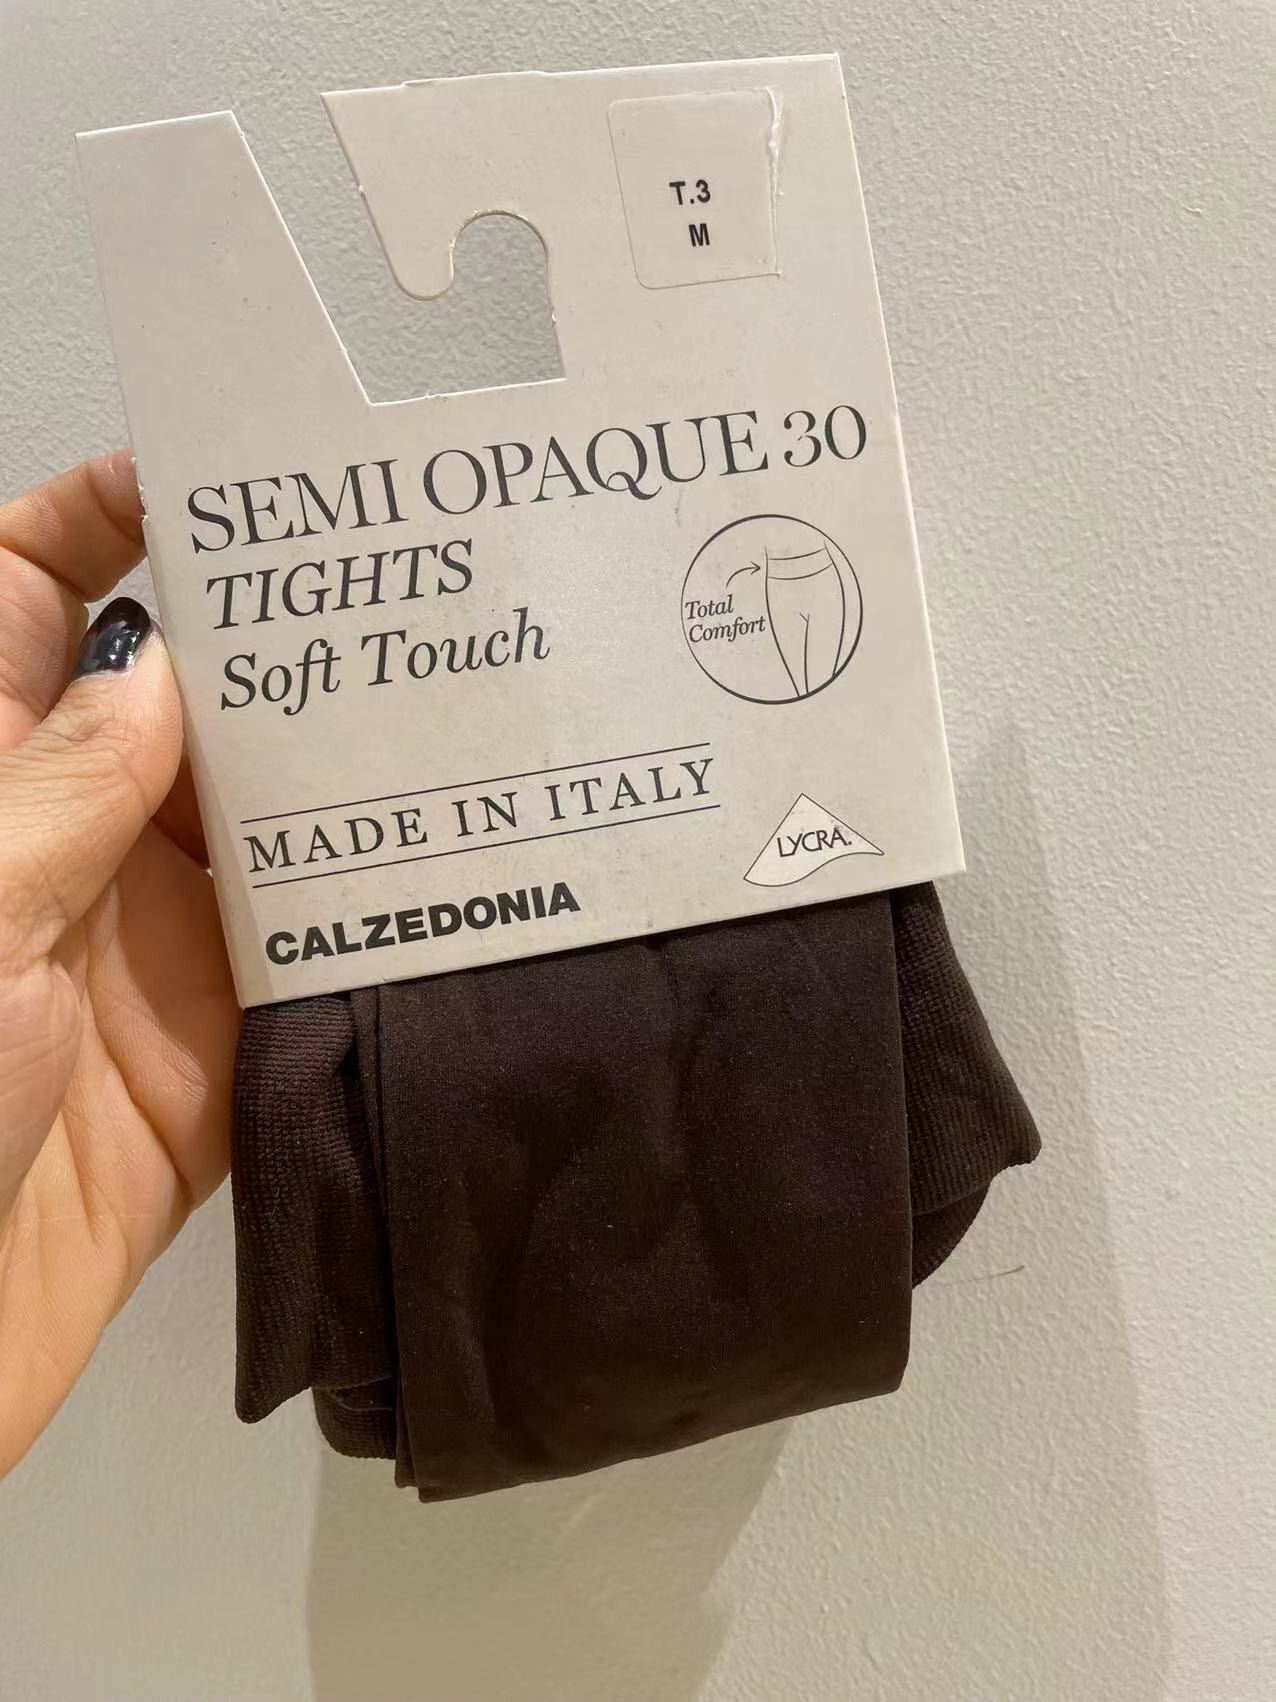 T.3
M
SEMI OPAQUE 30
TIGHTS
Soft Touch
Total
Comfort
MADE IN ITALY
LYCRA.
CALZEDONIA